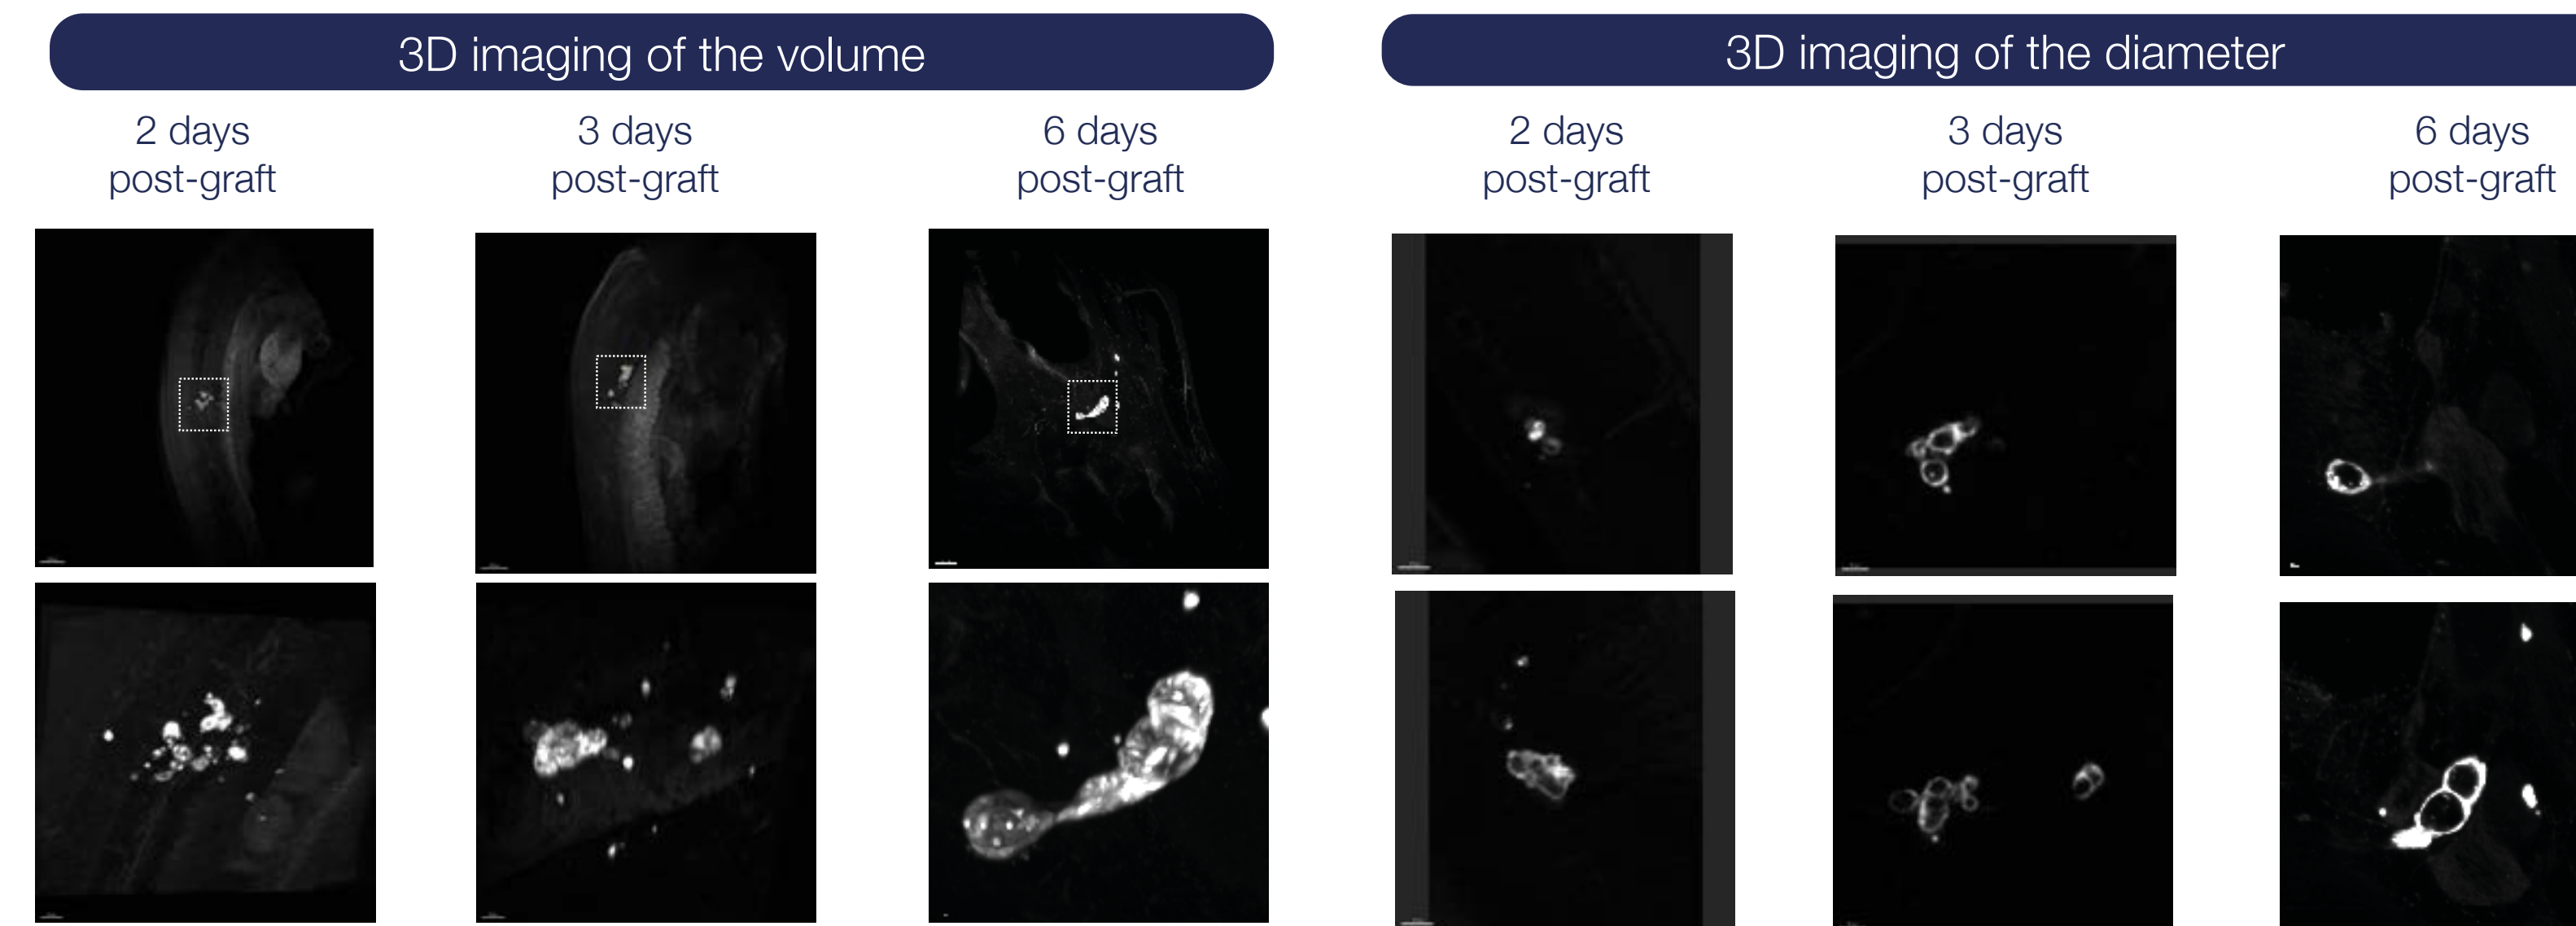 3D imaging of the volume
2 days
post-graft
3 days
post-graft
6 days
post-graft
3D imaging of the diameter
2 days
post-graft
3 days
post-graft
6 days
post-graft